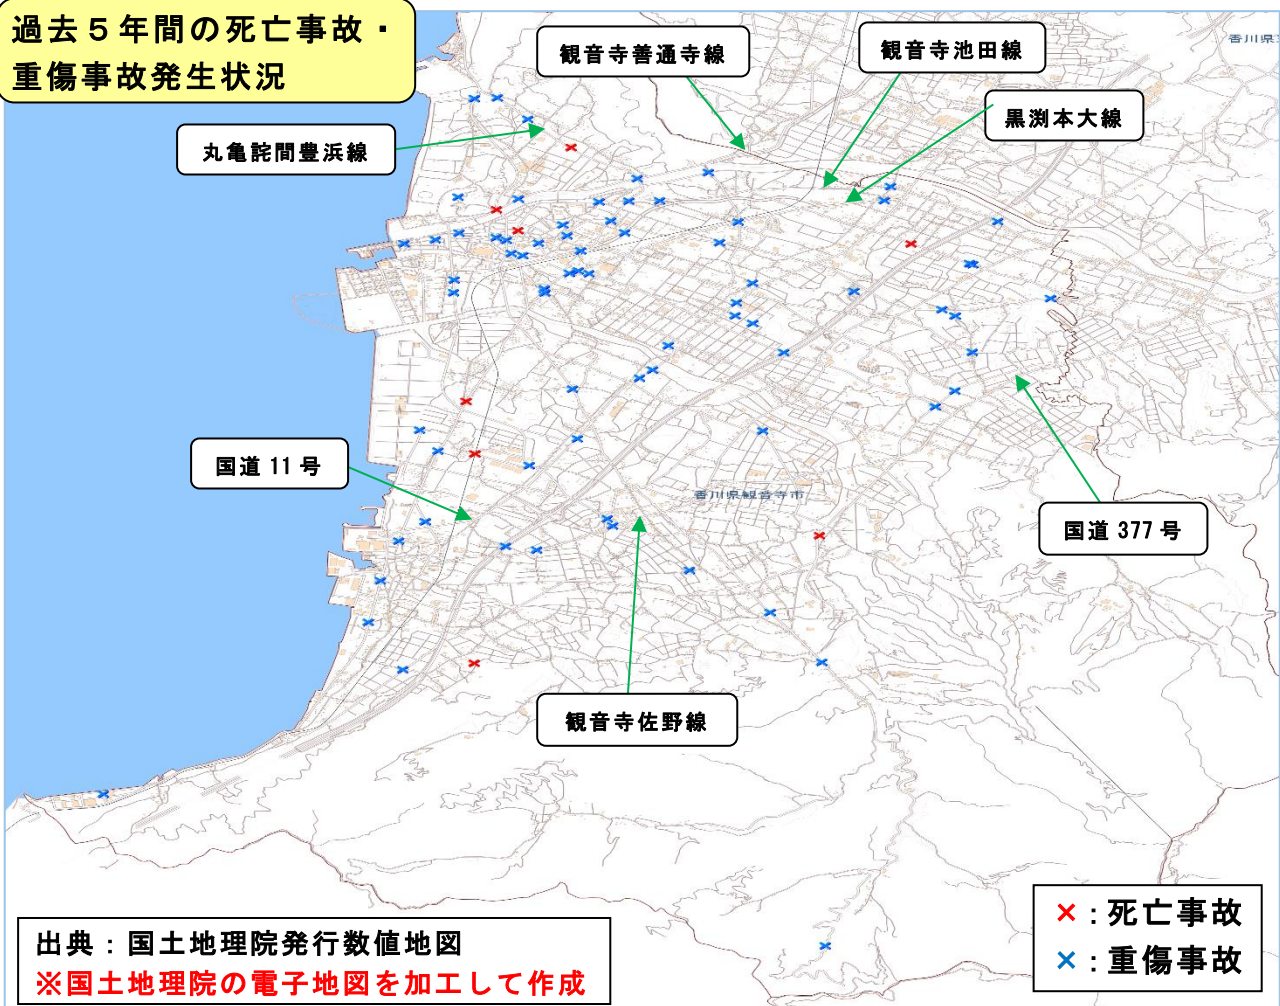 過去５年間の死亡事故・
重傷事故発生状況
観音寺善通寺線
観音寺池田線
香川県
黒渕本大線
丸亀詫間豊浜線
国道 11 号
香川県観音寺市
国道 377 号
観音寺佐野線
×：死亡事故
×：重傷事故
出典：国土地理院発行数値地図
※国土地理院の電子地図を加工して作成